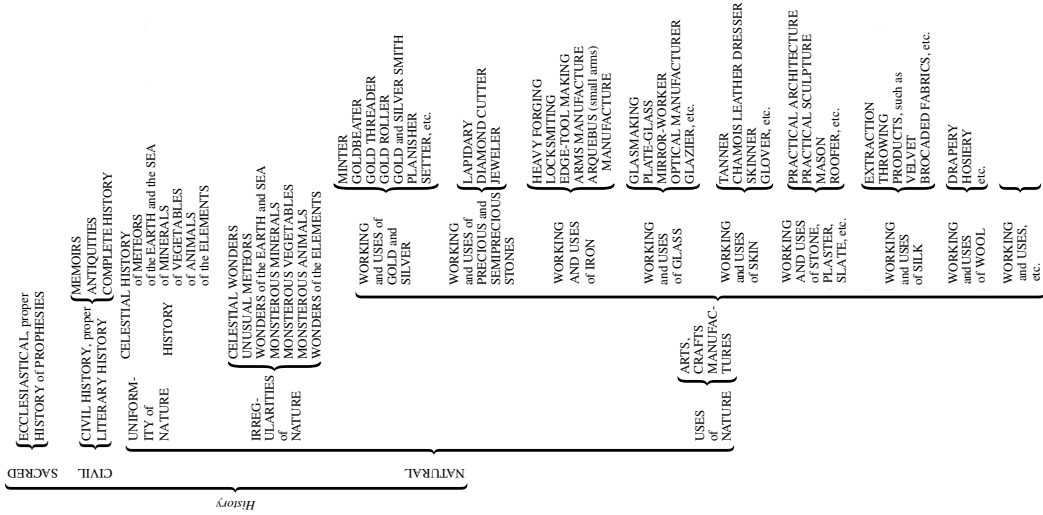 History
SACRED
ECCLESIASTICAL, proper
HISTORY of PROPHESIES
CIVIL
CIVIL HISTORY, proper
LITERARY HISTORY
MEMOIRS
ANTIQUITIES
COMPLETE HISTORY
NATURAL
UNIFORM-
ITY of
NATURE
CELESTIAL HISTORY
HISTORY
of METEORS
of the EARTH and the SEA
of MINERALS
of VEGETABLES
of ANIMALS
of the ELEMENTS
IRREG-
ULARITIES
of
NATURE
CELESTIAL WONDERS
UNUSUAL METEORS
WONDERS of the EARTH and SEA
MONSTEROUS MINERALS
MONSTEROUS VEGETABLES
MONSTEROUS ANIMALS
WONDERS of the ELEMENTS
USES
of
NATURE
ARTS,
CRAFTS
MANUFAC-
TURES
WORKING
and USES of
GOLD and
SILVER
MINTER
GOLDBEATER
GOLD THREADER
GOLD ROLLER
GOLD and SILVER SMITH
PLANISHER
SETTER, etc.
WORKING
and USES of
PRECIOUS and
SEMIPRECIOUS
STONES
LAPIDARY
DIAMOND CUTTER
JEWELER
WORKING
AND USES
of IRON
HEAVY FORGING
LOCKSMITING
EDGE-TOOL MAKING
ARMS MANUFACTURE
ARQUEBUS (small arms)
MANUFACTURE
WORKING
and USES
of GLASS
GLASMAKING
PLATE-GLASS
MIRROR-WORKER
OPTICAL MANUFACTURER
GLAZIER, etc.
WORKING
and USES
of SKIN
TANNER
CHAMOIS LEATHER DRESSER
SKINNER
GLOVER, etc.
WORKING
AND USES
of STONE,
PLASTER,
SLATE, etc.
PRACTICAL ARCHITECTURE
PRACTICAL SCULPTURE
MASON
ROOFER, etc.
WORKING
and USES
of SILK
EXTRACTION
THROWING
PRODUCTS, such as
VELVET
BROCADED FABRICS, etc.
WORKING
and USES
of WOOL
DRAPERY
HOSIERY
etc.
WORKING
and USES,
etc.